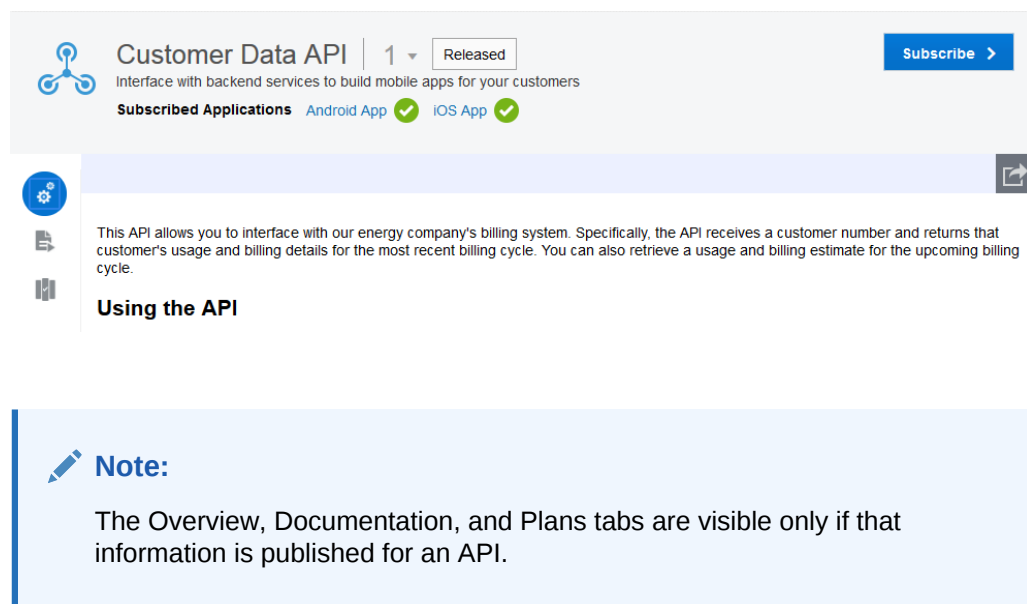 Customer Data API 1 Released Subscribe
Interface with backend services to build mobile apps for your customers
Subscribed Applications Android App iOS App
This API allows you to interface with our energy company's billing system. Specifically, the API receives a customer number and returns that
customer's usage and billing details for the most recent billing cycle. You can also retrieve a usage and billing estimate for the upcoming billing
cycle.
Using the API
Note:
The Overview, Documentation, and Plans tabs are visible only if that
information is published for an API.